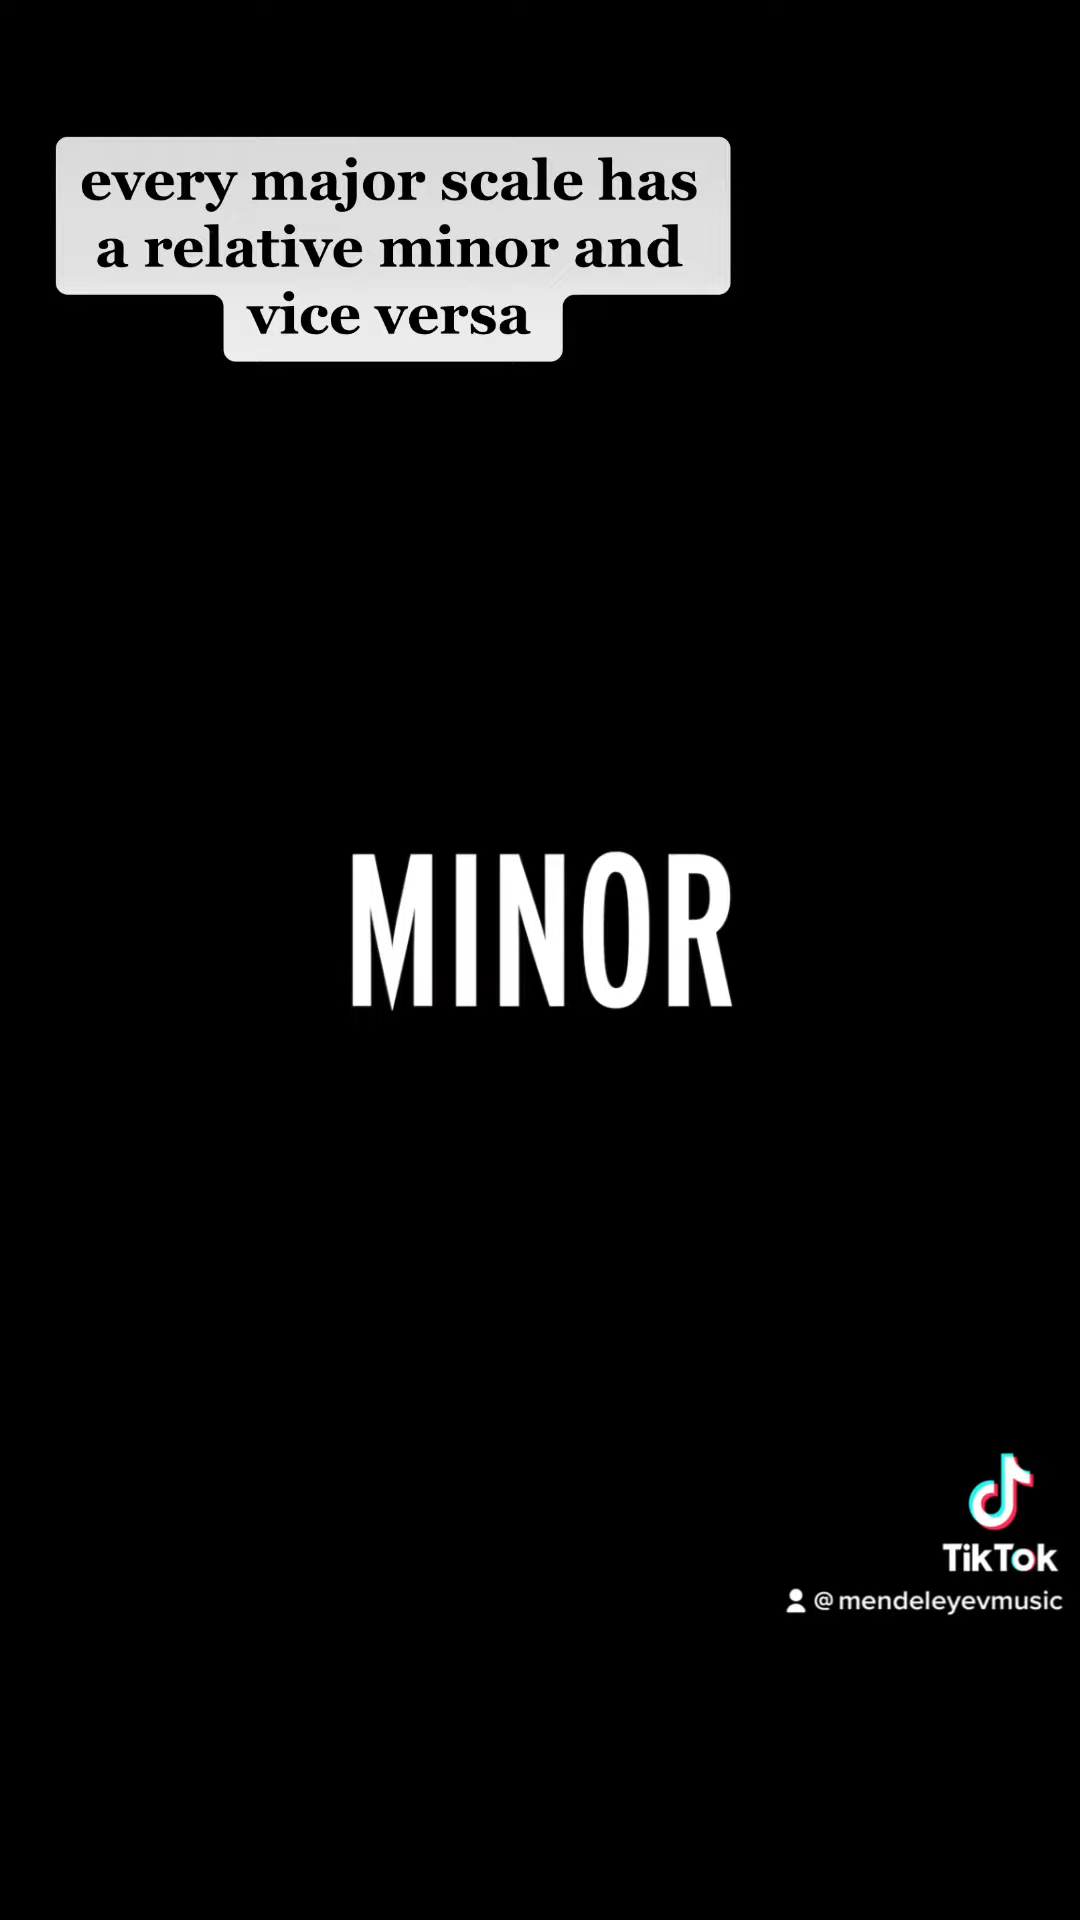 every major scale has
a relative minor and
vice versa
MINOR
TikTok
@mendeleyevmusic